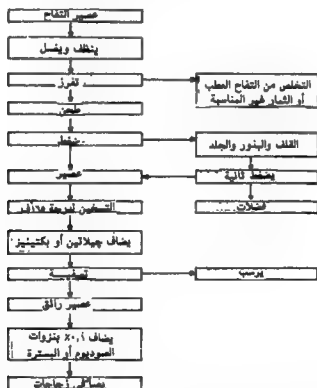 عصير التفاح
ينظف ويغسل
تفرز
التخلص من التفاح العطب
أو الثمار غير المناسبة
طحن
ضغط
القلف والبذور والجلد
عصير
يضغط ثانية
التسخين لدرجة
فضلات
يضاف جيلاتين أو بكتينيز
تصفية
يرسب
عصير رائق
يضاف ٠,١٪ بنزوات
الصوديوم أو البسترة
زجاجات